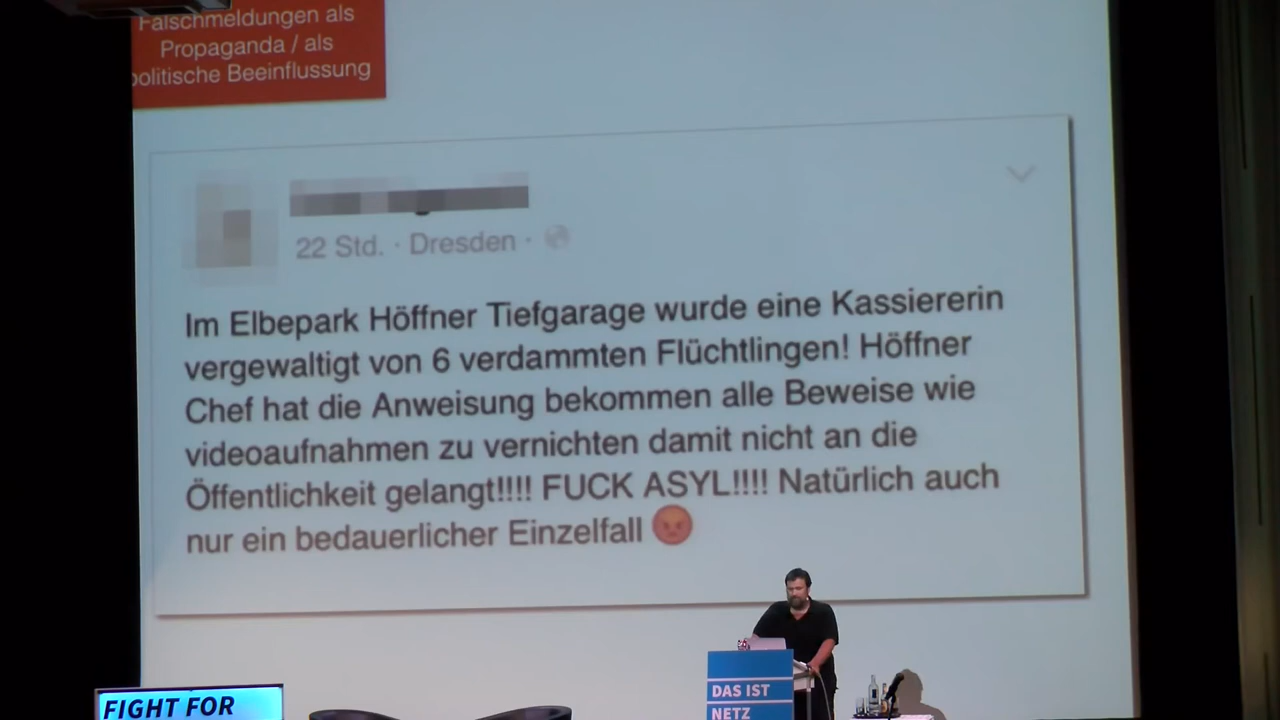 Falschmeldungen als
Propaganda / als
politische Beeinflussung
22 Std. · Dresden ·
Im Elbepark Höffner Tiefgarage wurde eine Kassiererin
vergewaltigt von 6 verdammten Flüchtlingen! Höffner
Chef hat die Anweisung bekommen alle Beweise wie
videoaufnahmen zu vernichten damit nicht an die
Öffentlichkeit gelangt!!!! FUCK ASYL!!!! Natürlich auch
nur ein bedauerlicher Einzelfall 😡
DAS IST
NETZ
FIGHT FOR